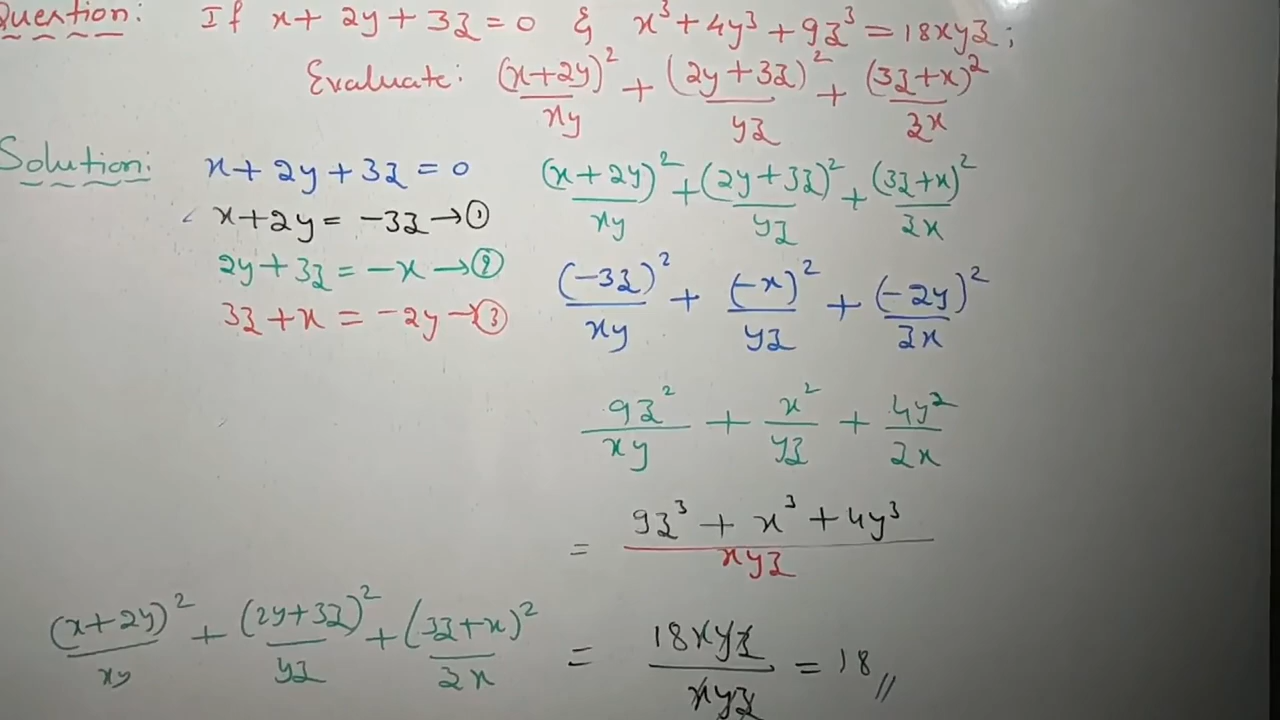 Question: If x + 2y + 3z = 0 & x³ + 4y³ + 9z³ = 18xyz;
Evaluate: (x+2y)²/xy + (2y+3z)²/yz + (3z+x)²/zx
Solution: x + 2y + 3z = 0
x+2y = -3z → ①
2y + 3z = -x → ②
3z + x = -2y → ③
(x+2y)²/xy + (2y+3z)²/yz + (3z+x)²/zx
(-3z)²/xy + (-x)²/yz + (-2y)²/zx
9z²/xy + x²/yz + 4y²/zx
= 9z³ + x³ + 4y³/xyz
(x+2y)²/xy + (2y+3z)²/yz + (3z+x)²/zx = 18xyz/xyz = 18//